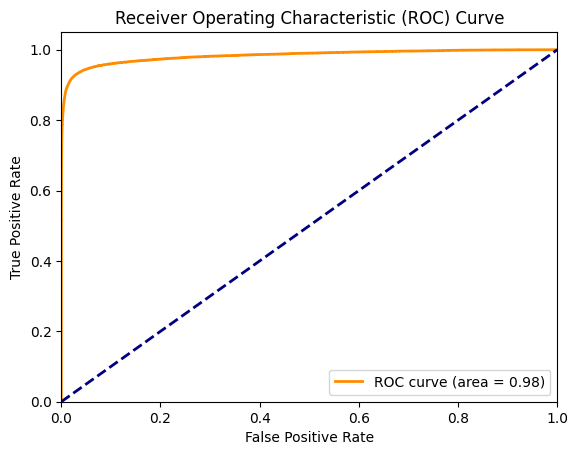 Receiver Operating Characteristic (ROC) Curve
1.0
0.8
0.6
0.4
0.2
0.0
True Positive Rate
ROC curve (area = 0.98)
0.0 0.2 0.4 0.6 0.8 1.0
False Positive Rate